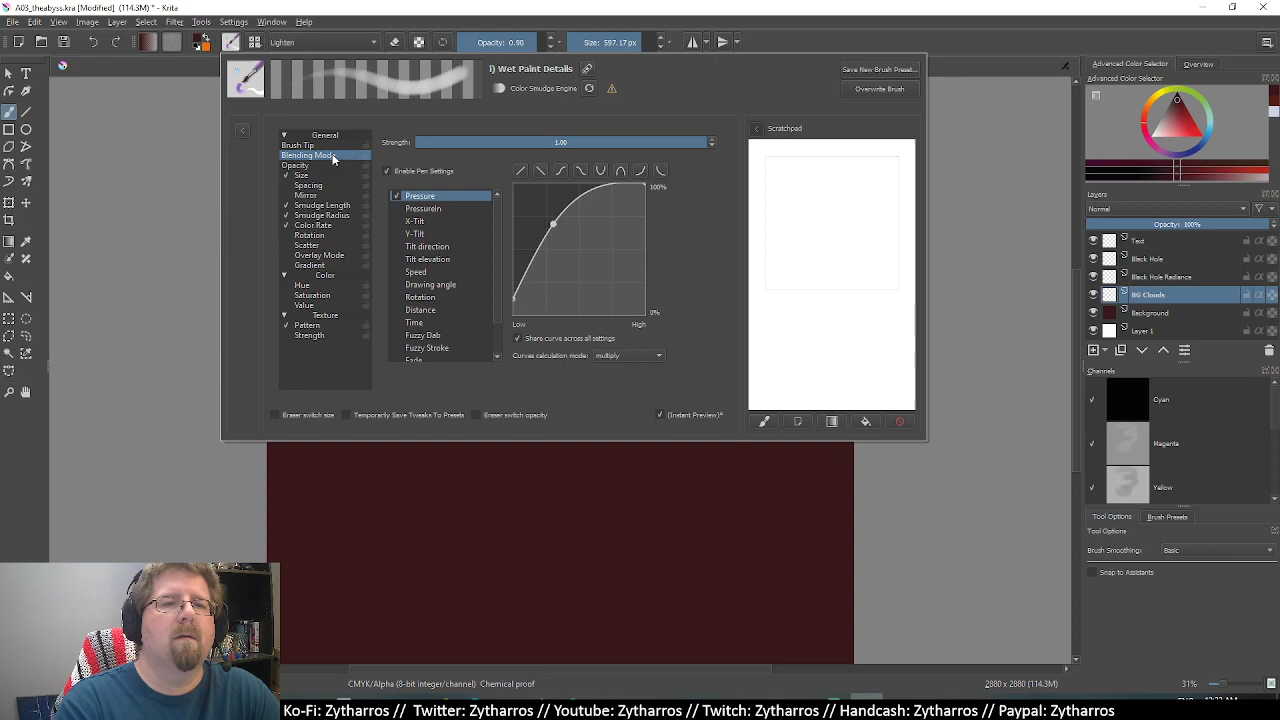 A03_theabyss.kra [Modified] (114.3M) * - Krita
File Edit View Image Layer Select Filter Tools Settings Window Help
Lighten Opacity: 0.90 Size: 597.17 px
i) Wet Paint Details
Color Smudge Engine
Save New Brush Preset...
Overwrite Brush
General
Brush Tip
Blending Mode
Opacity
Size
Spacing
Mirror
Smudge Length
Smudge Radius
Color Rate
Rotation
Scatter
Overlay Mode
Gradient
Color
Hue
Saturation
Value
Texture
Pattern
Strength
Strength: 1.00
Enable Pen Settings
Pressure
PressureIn
X-Tilt
Y-Tilt
Tilt direction
Tilt elevation
Speed
Drawing angle
Rotation
Distance
Time
Fuzzy Dab
Fuzzy Stroke
Fade
100%
0%
Low High
Share curve across all settings
Curves calculation mode: multiply
Eraser switch size Temporarily Save Tweaks To Presets Eraser switch opacity (Instant Preview)*
Scratchpad
Advanced Color Selector Overview
Advanced Color Selector
Layers
Normal
Opacity: 100%
Text
Black Hole
Black Hole Radiance
BG Clouds
Background
Layer 1
Channels
Cyan
Magenta
Yellow
Tool Options Brush Presets
Tool Options
Brush Smoothing: Basic
Snap to Assistants
CMYK/Alpha (8-bit integer/channel) Chemical proof 2880 x 2880 (114.3M) 31%
Ko-Fi: Zytharros // Twitter: Zytharros // Youtube: Zytharros // Twitch: Zytharros // Handcash: Zytharros // Paypal: Zytharros